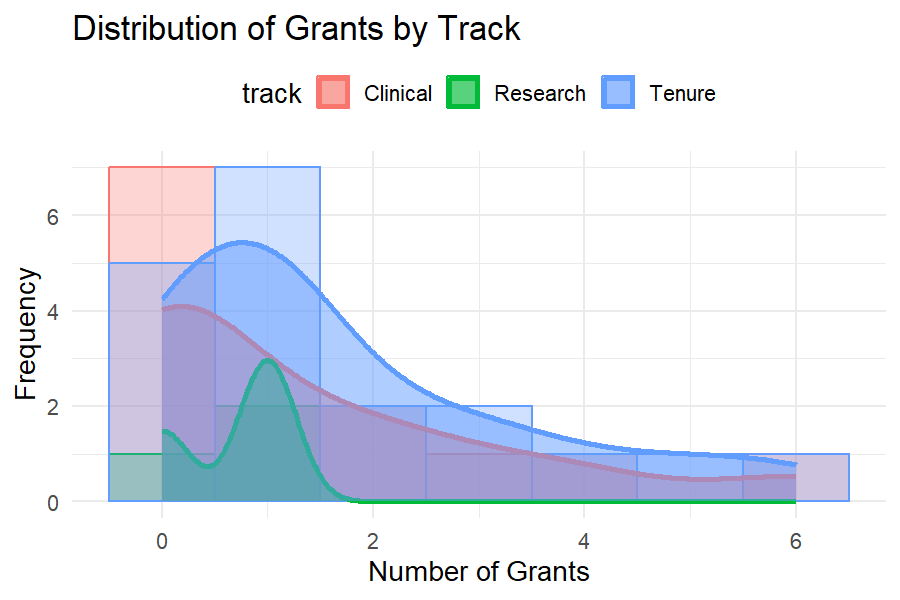 Distribution of Grants by Track
track Clinical Research Tenure
Frequency
6
4
2
0
0 2 4 6
Number of Grants